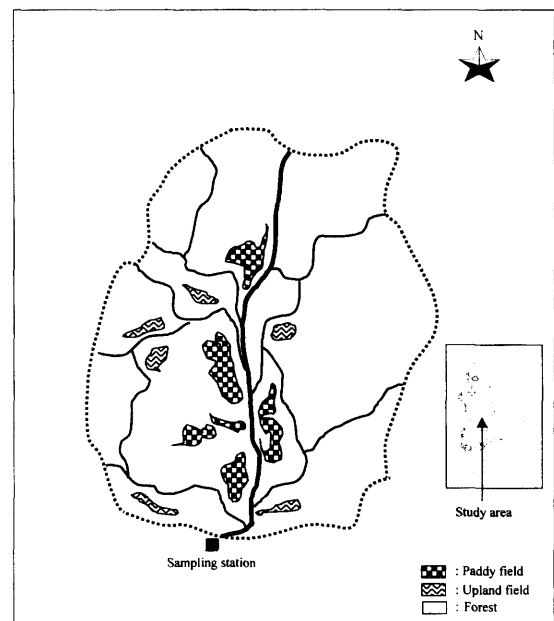 N
Study area
Sampling station
: Paddy field
: Upland field
: Forest